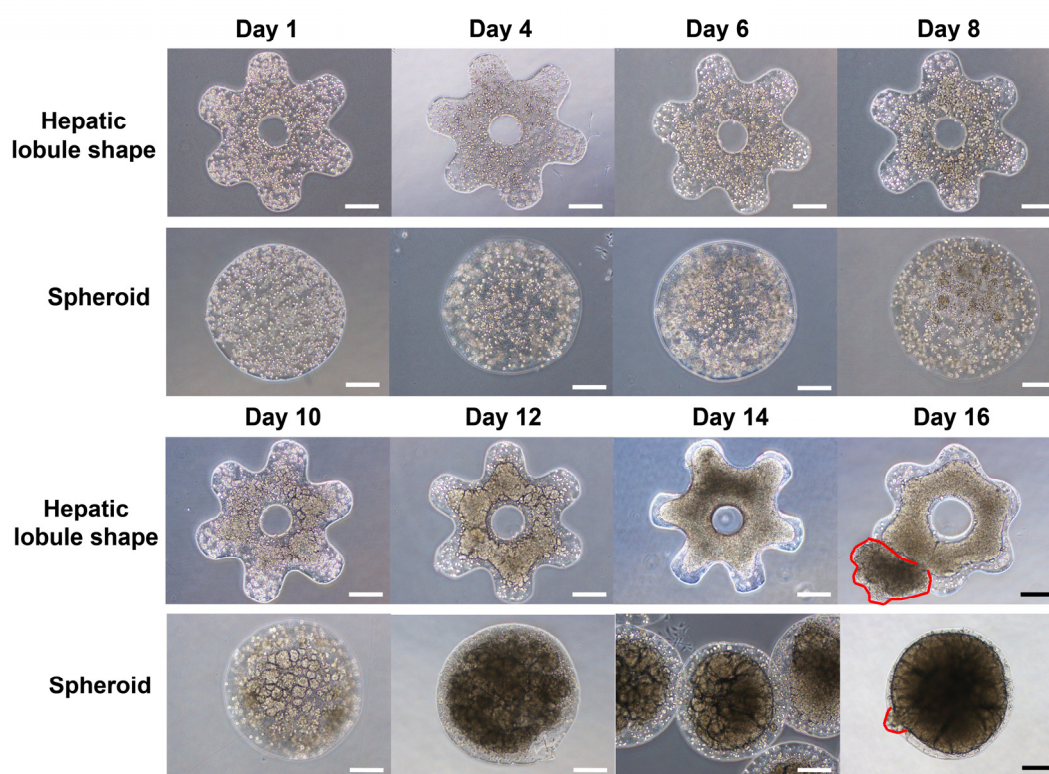 Day 1 Day 4 Day 6 Day 8
Hepatic
lobule shape
Spheroid
Day 10 Day 12 Day 14 Day 16
Hepatic
lobule shape
Spheroid